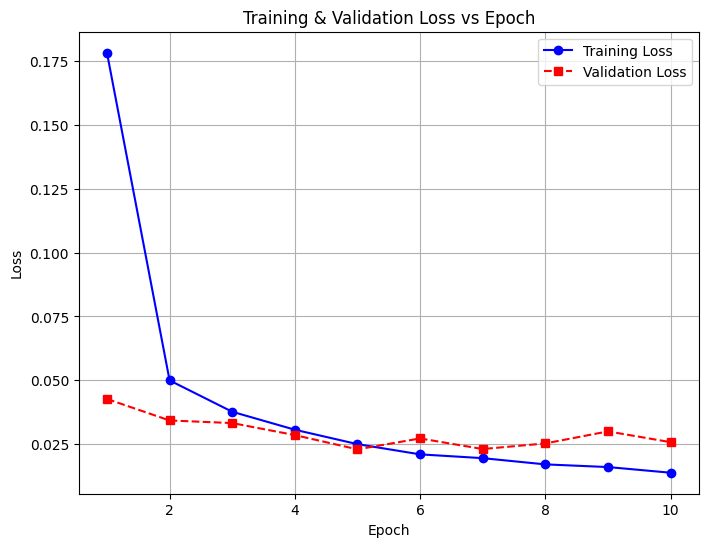 Training & Validation Loss vs Epoch
Training Loss
Validation Loss
0.175
0.150
0.125
0.100
0.075
0.050
0.025
Loss
2 4 6 8 10
Epoch